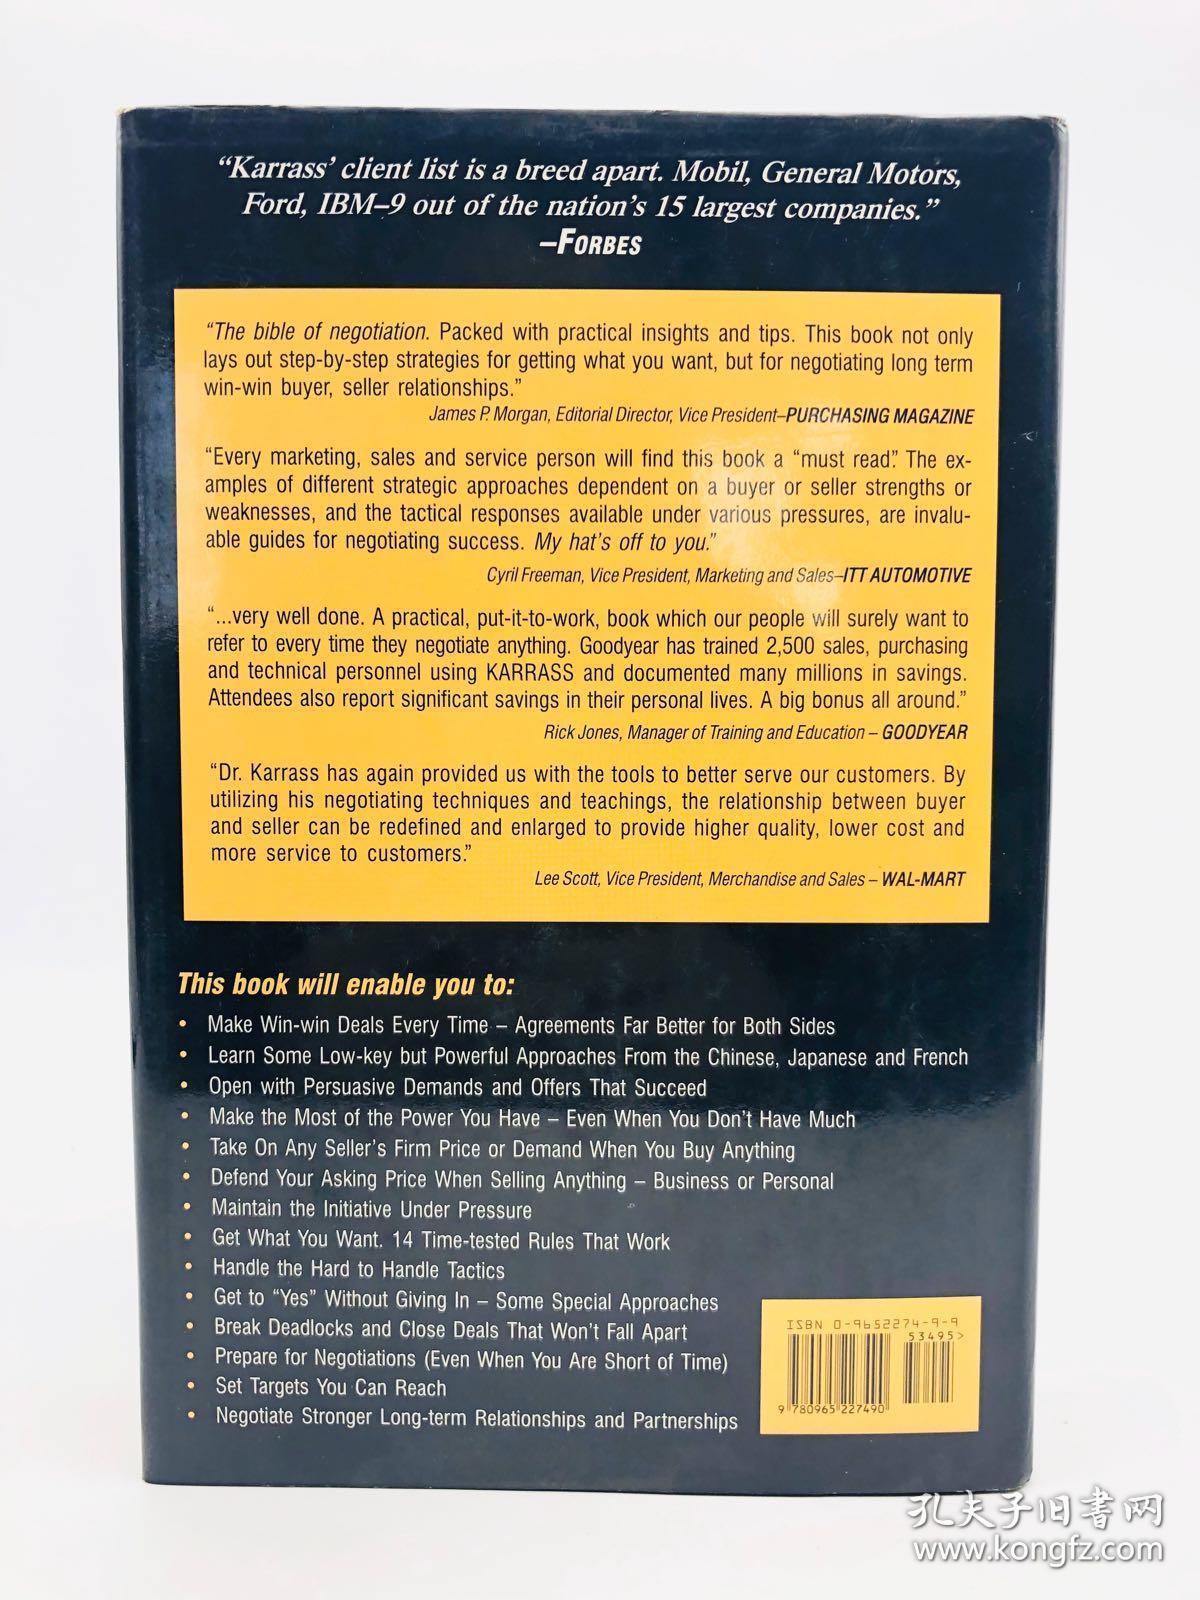 “Karrass’ client list is a breed apart. Mobil, General Motors,
Ford, IBM–9 out of the nation’s 15 largest companies.”
–FORBES
“The bible of negotiation. Packed with practical insights and tips. This book not only
lays out step-by-step strategies for getting what you want, but for negotiating long term
win-win buyer, seller relationships.”
James P. Morgan, Editorial Director, Vice President–PURCHASING MAGAZINE
“Every marketing, sales and service person will find this book a “must read.” The ex-
amples of different strategic approaches dependent on a buyer or seller strengths or
weaknesses, and the tactical responses available under various pressures, are invalu-
able guides for negotiating success. My hat’s off to you.”
Cyril Freeman, Vice President, Marketing and Sales–ITT AUTOMOTIVE
“...very well done. A practical, put-it-to-work, book which our people will surely want to
refer to every time they negotiate anything. Goodyear has trained 2,500 sales, purchasing
and technical personnel using KARRASS and documented many millions in savings.
Attendees also report significant savings in their personal lives. A big bonus all around.”
Rick Jones, Manager of Training and Education – GOODYEAR
“Dr. Karrass has again provided us with the tools to better serve our customers. By
utilizing his negotiating techniques and teachings, the relationship between buyer
and seller can be redefined and enlarged to provide higher quality, lower cost and
more service to customers.”
Lee Scott, Vice President, Merchandise and Sales – WAL-MART
This book will enable you to:
• Make Win-win Deals Every Time – Agreements Far Better for Both Sides
• Learn Some Low-key but Powerful Approaches From the Chinese, Japanese and French
• Open with Persuasive Demands and Offers That Succeed
• Make the Most of the Power You Have – Even When You Don’t Have Much
• Take On Any Seller’s Firm Price or Demand When You Buy Anything
• Defend Your Asking Price When Selling Anything – Business or Personal
• Maintain the Initiative Under Pressure
• Get What You Want. 14 Time-tested Rules That Work
• Handle the Hard to Handle Tactics
• Get to “Yes” Without Giving In – Some Special Approaches
• Break Deadlocks and Close Deals That Won’t Fall Apart
• Prepare for Negotiations (Even When You Are Short of Time)
• Set Targets You Can Reach
• Negotiate Stronger Long-term Relationships and Partnerships
ISBN 0-9652274-9-9
53495>
9 780965 227490
孔夫子旧书网
www.kongfz.com